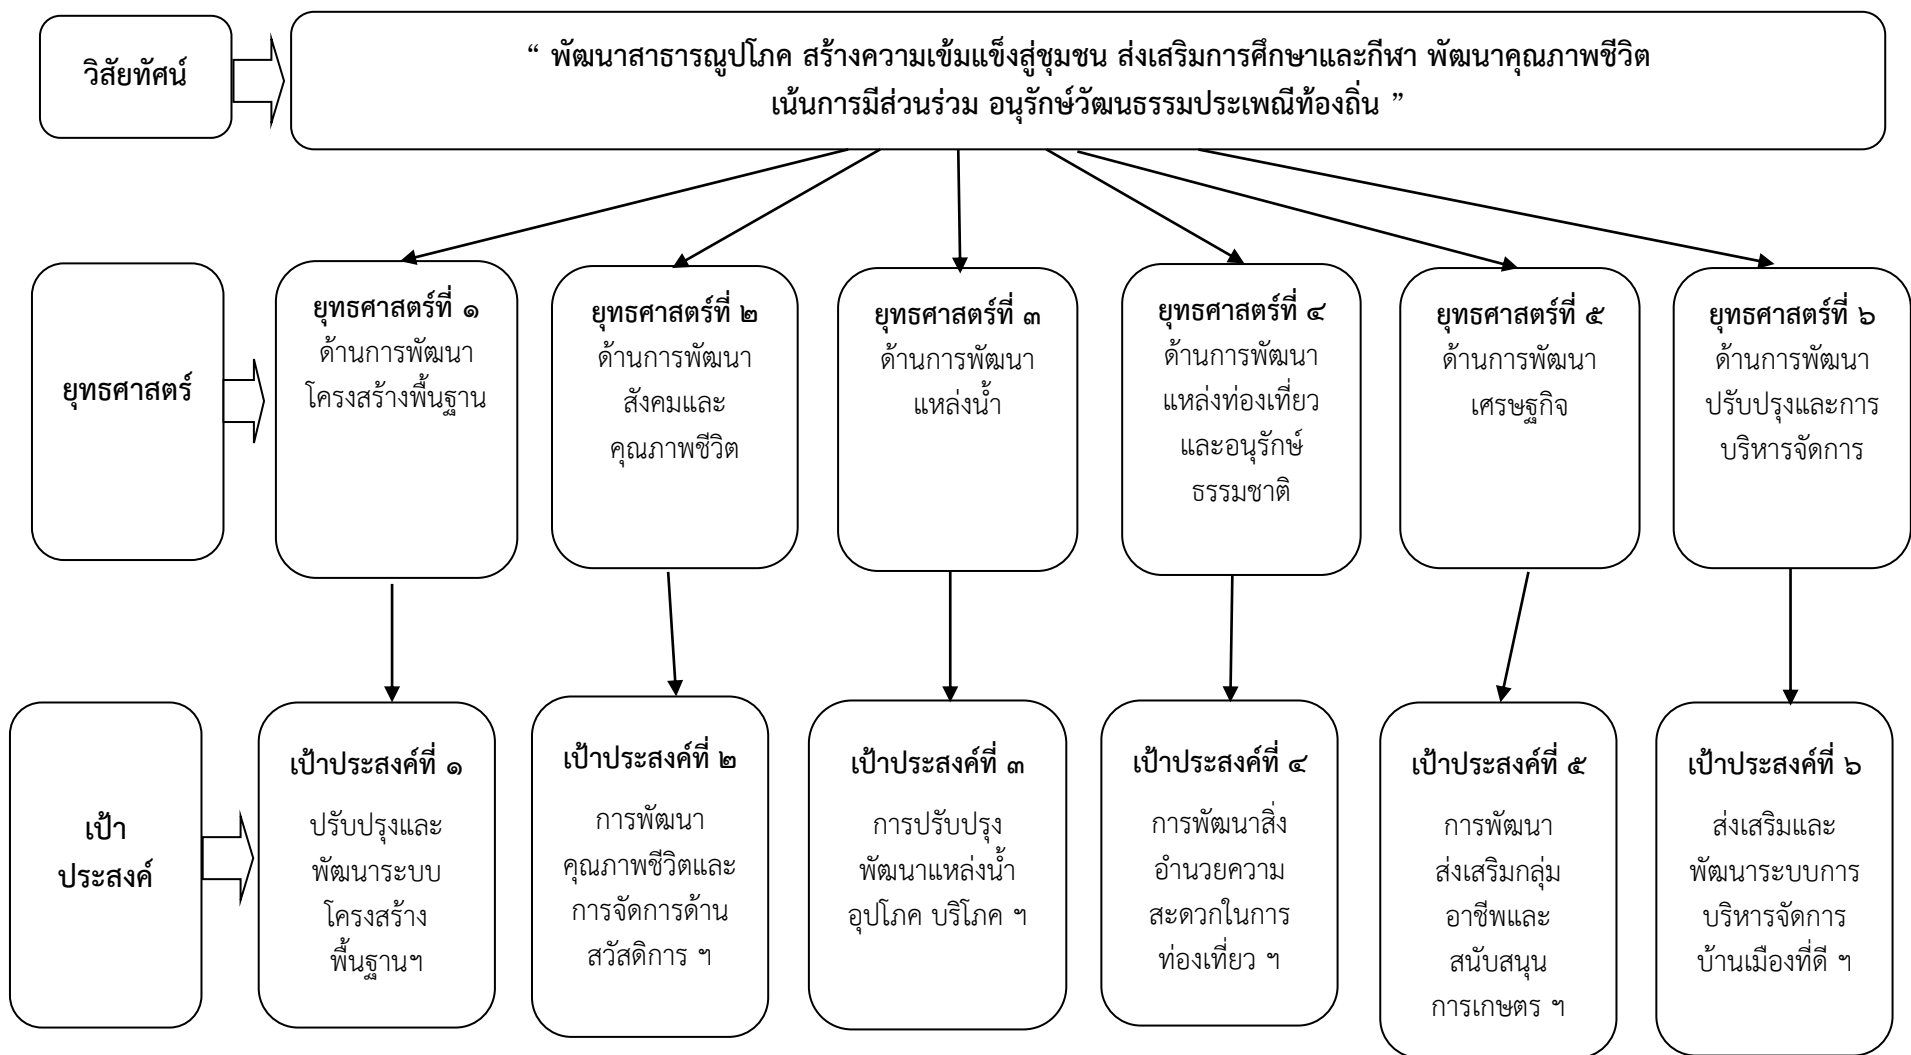 วิสัยทัศน์
“ พัฒนาสาธารณูปโภค สร้างความเข้มแข็งสู่ชุมชน ส่งเสริมการศึกษาและกีฬา พัฒนาคุณภาพชีวิต
เน้นการมีส่วนร่วม อนุรักษ์วัฒนธรรมประเพณีท้องถิ่น ”
ยุทธศาสตร์
ยุทธศาสตร์ที่ ๑
ด้านการพัฒนา
โครงสร้างพื้นฐาน
ยุทธศาสตร์ที่ ๒
ด้านการพัฒนา
สังคมและ
คุณภาพชีวิต
ยุทธศาสตร์ที่ ๓
ด้านการพัฒนา
แหล่งน้ำ
ยุทธศาสตร์ที่ ๔
ด้านการพัฒนา
แหล่งท่องเที่ยว
และอนุรักษ์
ธรรมชาติ
ยุทธศาสตร์ที่ ๕
ด้านการพัฒนา
เศรษฐกิจ
ยุทธศาสตร์ที่ ๖
ด้านการพัฒนา
ปรับปรุงและการ
บริหารจัดการ
เป้า
ประสงค์
เป้าประสงค์ที่ ๑
ปรับปรุงและ
พัฒนาระบบ
โครงสร้าง
พื้นฐานฯ
เป้าประสงค์ที่ ๒
การพัฒนา
คุณภาพชีวิตและ
การจัดการด้าน
สวัสดิการ ฯ
เป้าประสงค์ที่ ๓
การปรับปรุง
พัฒนาแหล่งน้ำ
อุปโภค บริโภค ฯ
เป้าประสงค์ที่ ๔
การพัฒนาสิ่ง
อำนวยความ
สะดวกในการ
ท่องเที่ยว ฯ
เป้าประสงค์ที่ ๕
การพัฒนา
ส่งเสริมกลุ่ม
อาชีพและ
สนับสนุน
การเกษตร ฯ
เป้าประสงค์ที่ ๖
ส่งเสริมและ
พัฒนาระบบการ
บริหารจัดการ
บ้านเมืองที่ดี ฯ